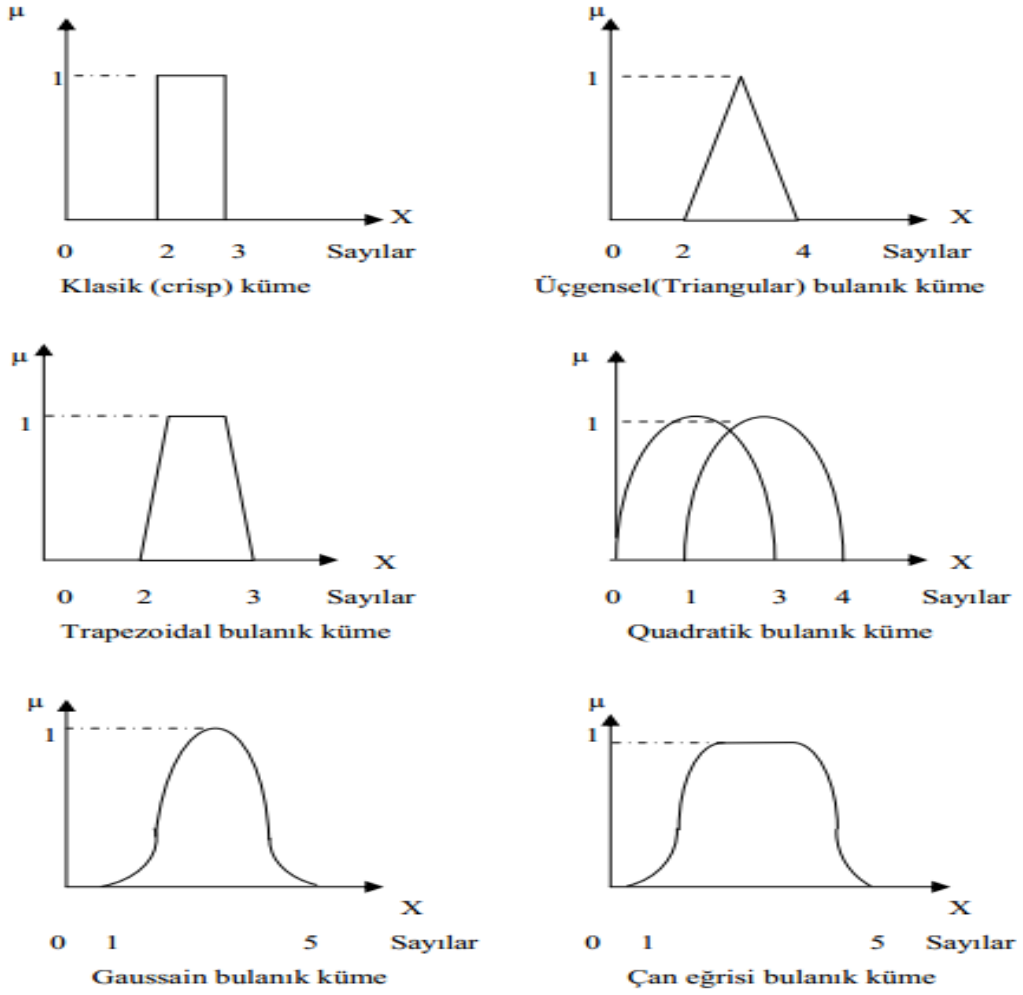 μ
1
X
0 2 3 Sayılar
Klasik (crisp) küme
μ
1
X
0 2 4 Sayılar
Üçgensel(Triangular) bulanık küme
μ
1
X
0 2 3 Sayılar
Trapezoidal bulanık küme
μ
1
X
0 1 3 4 Sayılar
Quadratik bulanık küme
μ
1
X
0 1 5 Sayılar
Gaussain bulanık küme
μ
1
X
0 1 5 Sayılar
Çan eğrisi bulanık küme